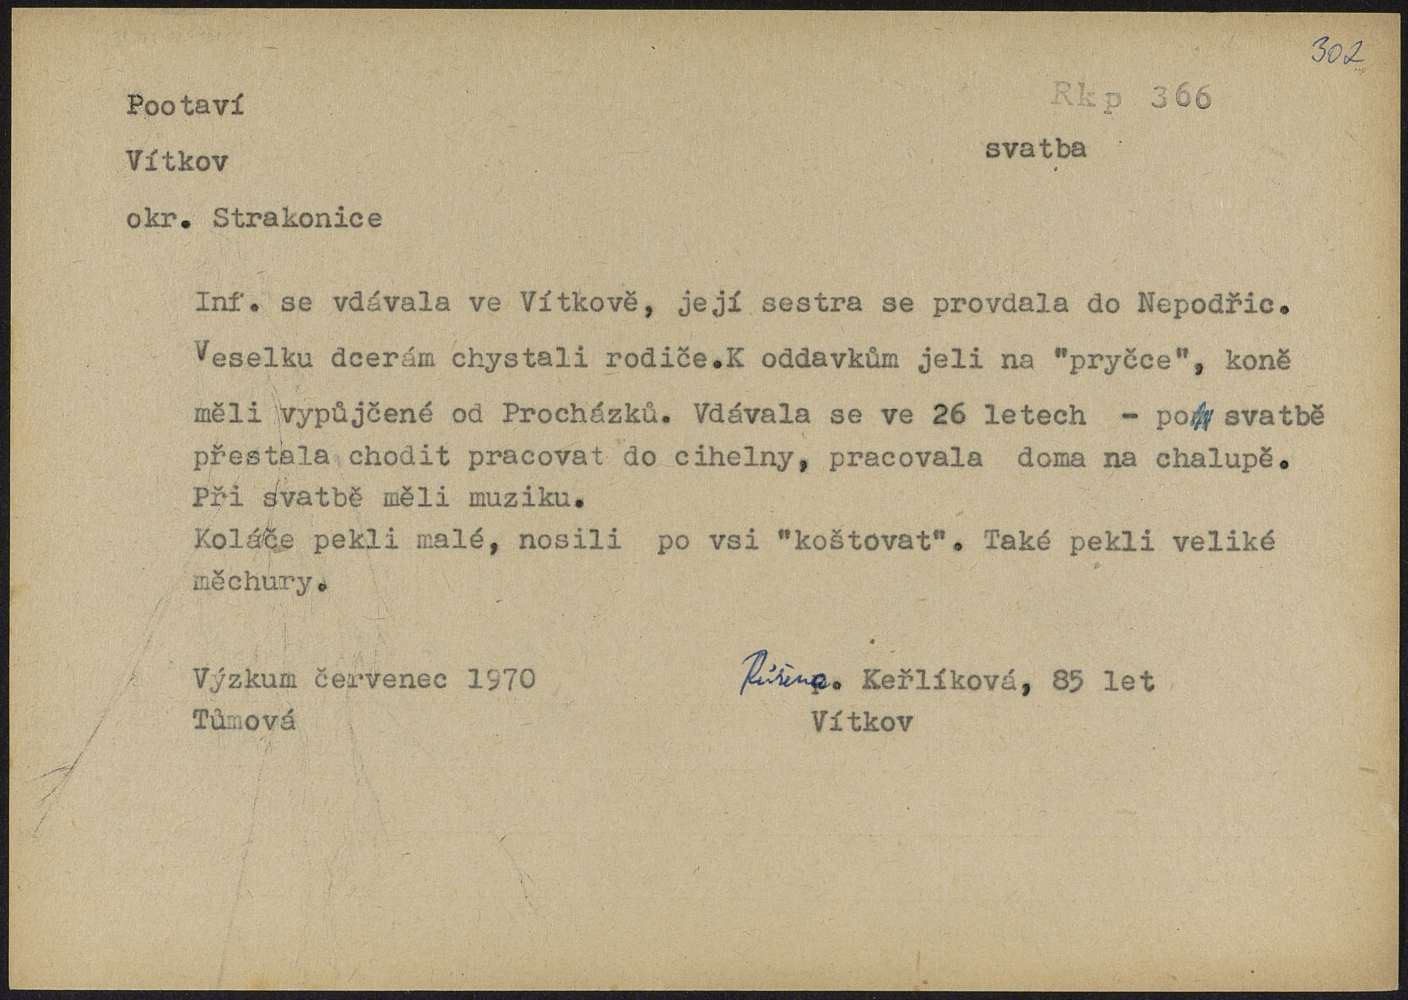 302
Pootaví
Rkp 366
Vítkov
svatba
okr. Strakonice
Inf. se vdávala ve Vítkově, její sestra se provdala do Nepodřic.
Veselku dcerám chystali rodiče.K oddavkům jeli na "pryčce", koně
měli vypůjčené od Procházků. Vdávala se ve 26 letech - po svatbě
přestala chodit pracovat do cihelny, pracovala doma na chalupě.
Při svatbě měli muziku.
Koláče pekli malé, nosili po vsi "koštovat". Také pekli veliké
měchury.
Výzkum červenec 1970
Růžena p. Keřlíková, 85 let
Tůmová
Vítkov